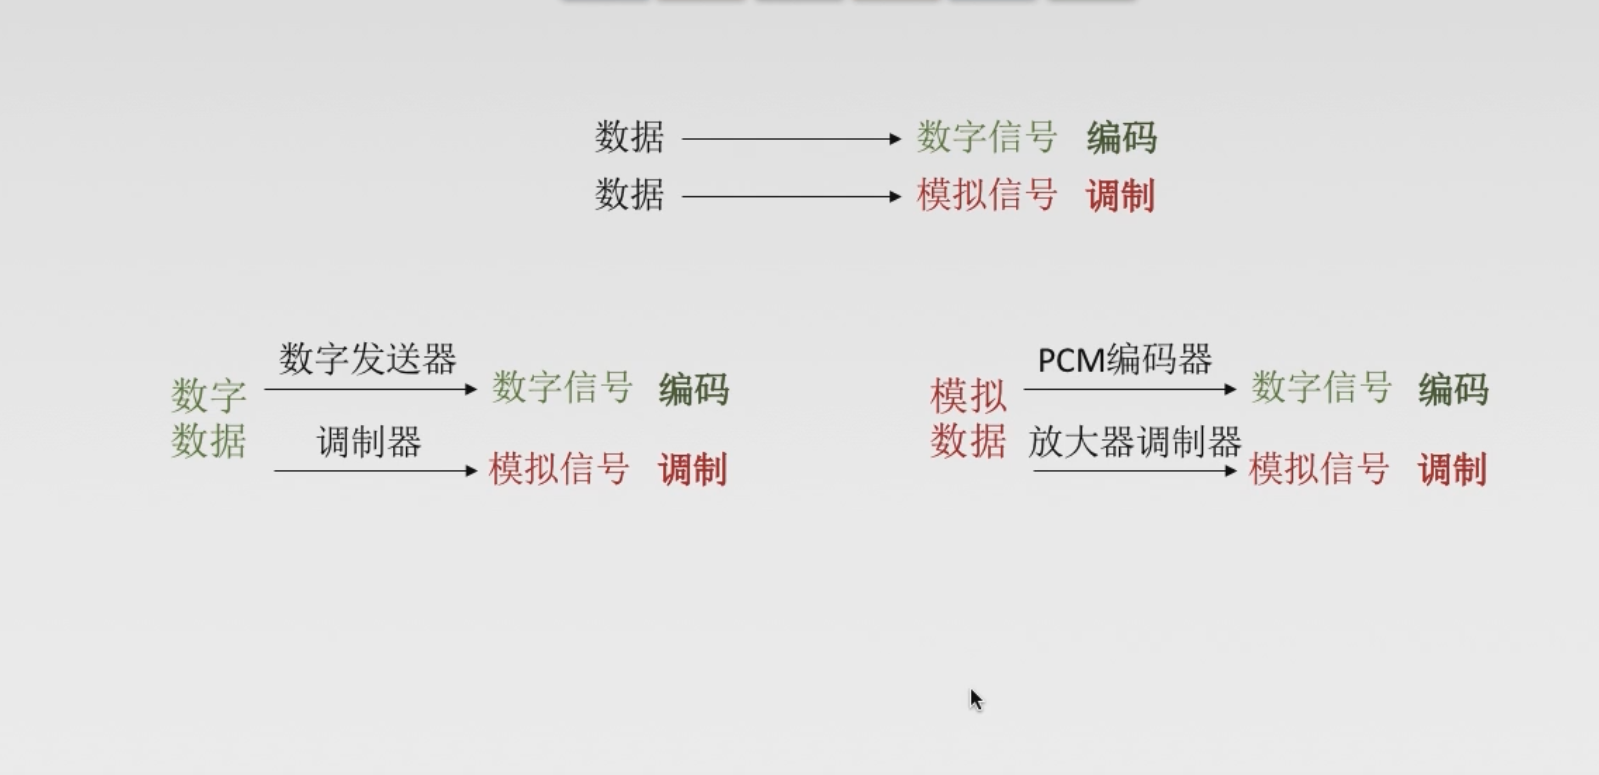 数据 数字信号 编码
数据 模拟信号 调制
数字发送器
数字
数据
数字信号 编码
调制器
模拟信号 调制
PCM编码器
模拟
数据
数字信号 编码
放大器调制器
模拟信号 调制